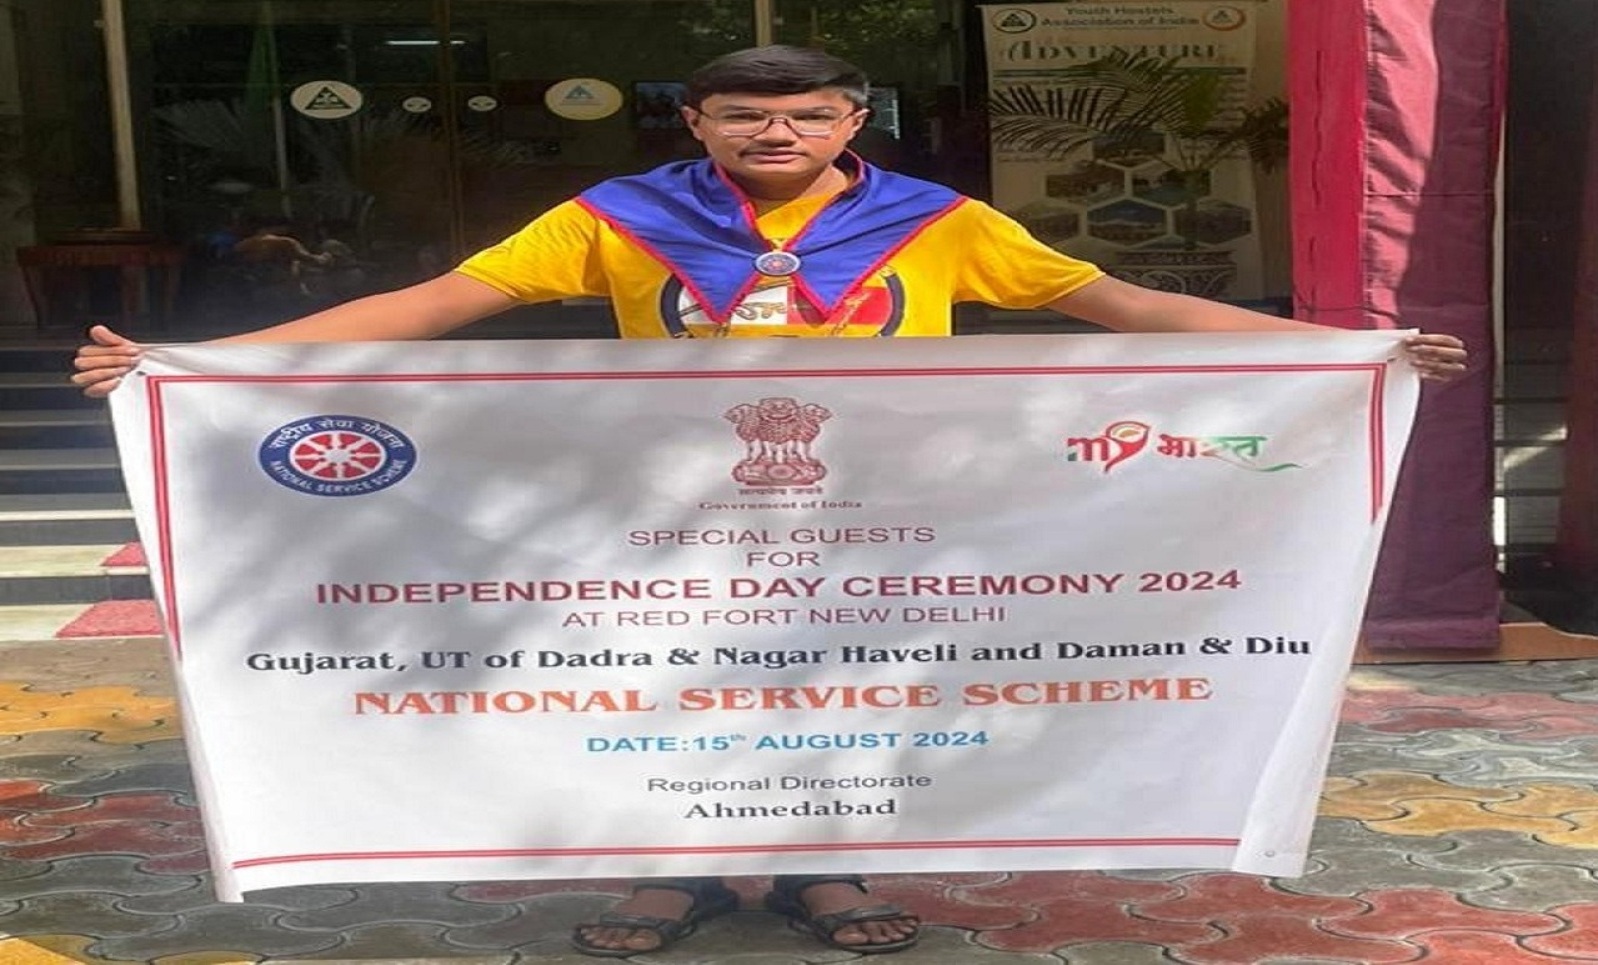 Youth Hostels
Association of India
ADVENTURE
राष्ट्रीय सेवा योजना
NATIONAL SERVICE SCHEME
सत्यमेव जयते
Government of India
my भारत
SPECIAL GUESTS
FOR
INDEPENDENCE DAY CEREMONY 2024
AT RED FORT NEW DELHI
Gujarat, UT of Dadra & Nagar Haveli and Daman & Diu
NATIONAL SERVICE SCHEME
DATE:15th AUGUST 2024
Regional Directorate
Ahmedabad